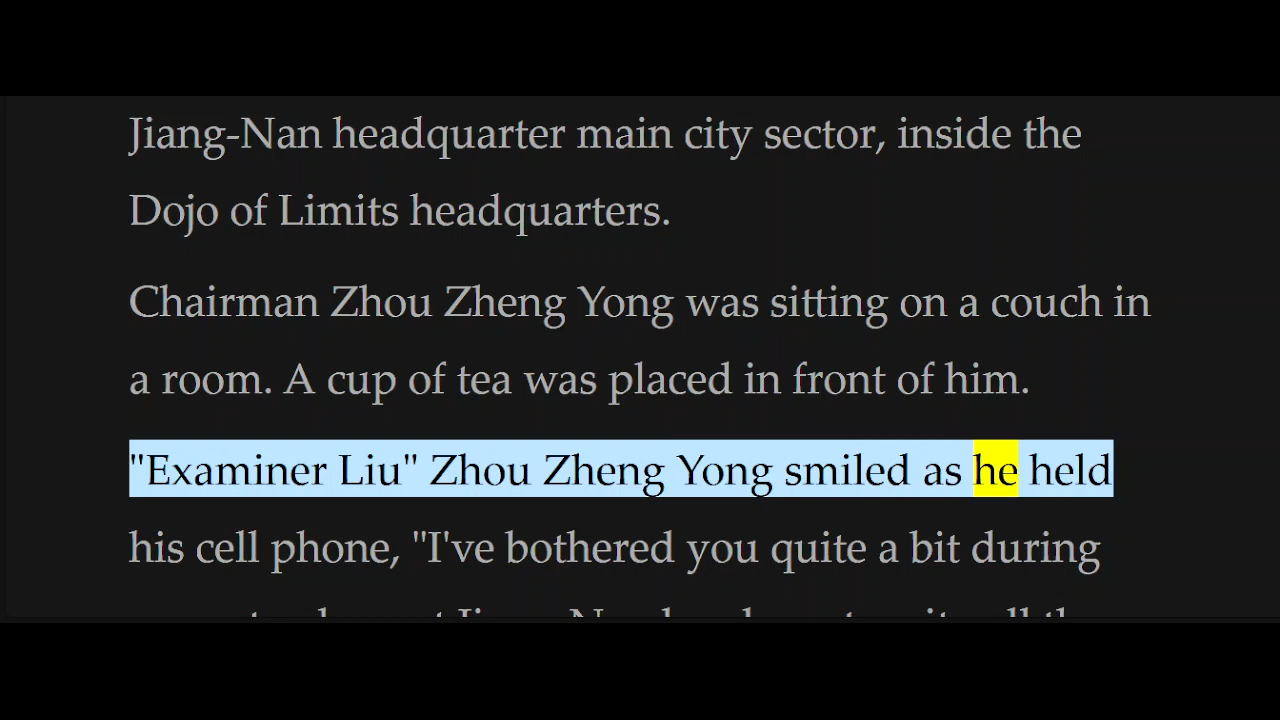 Jiang-Nan headquarter main city sector, inside the
Dojo of Limits headquarters.
Chairman Zhou Zheng Yong was sitting on a couch in
a room. A cup of tea was placed in front of him.
"Examiner Liu" Zhou Zheng Yong smiled as he held
his cell phone, "I've bothered you quite a bit during